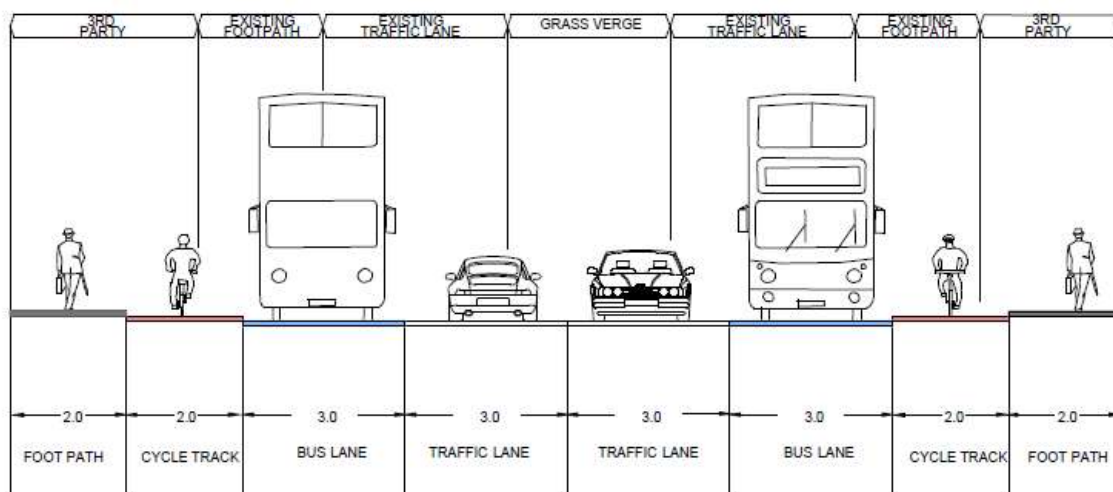 3RD
PARTY
EXISTING
FOOTPATH
EXISTING
TRAFFIC LANE
GRASS VERGE
EXISTING
TRAFFIC LANE
EXISTING
FOOTPATH
3RD
PARTY
2.0
2.0
3.0
3.0
3.0
3.0
2.0
2.0
FOOT PATH
CYCLE TRACK
BUS LANE
TRAFFIC LANE
TRAFFIC LANE
BUS LANE
CYCLE TRACK
FOOT PATH